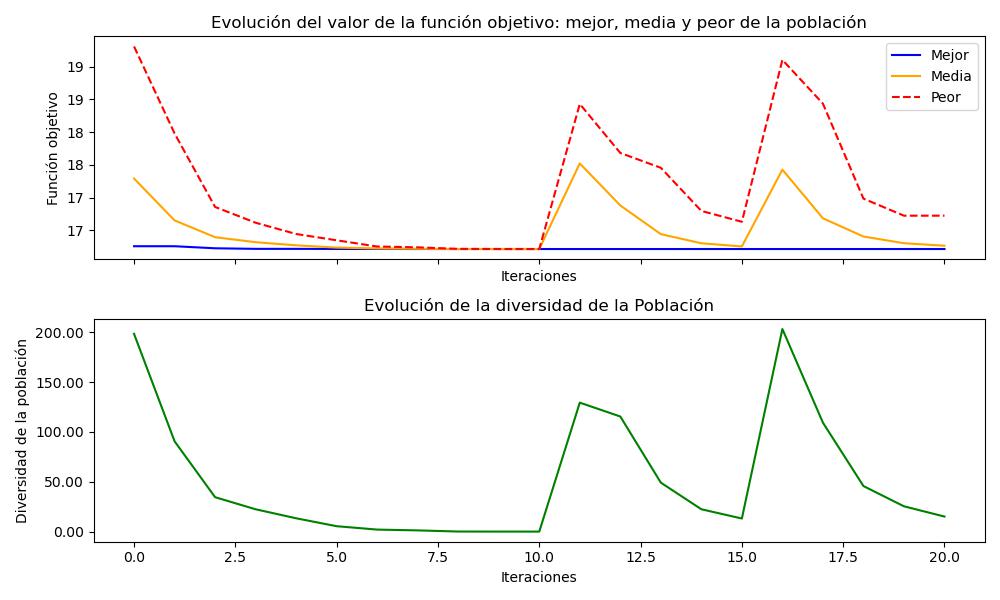 Evolución del valor de la función objetivo: mejor, media y peor de la población
Función objetivo
19
19
18
18
17
17
Mejor
Media
Peor
Iteraciones
Evolución de la diversidad de la Población
Diversidad de la población
200.00
150.00
100.00
50.00
0.00
0.0 2.5 5.0 7.5 10.0 12.5 15.0 17.5 20.0
Iteraciones